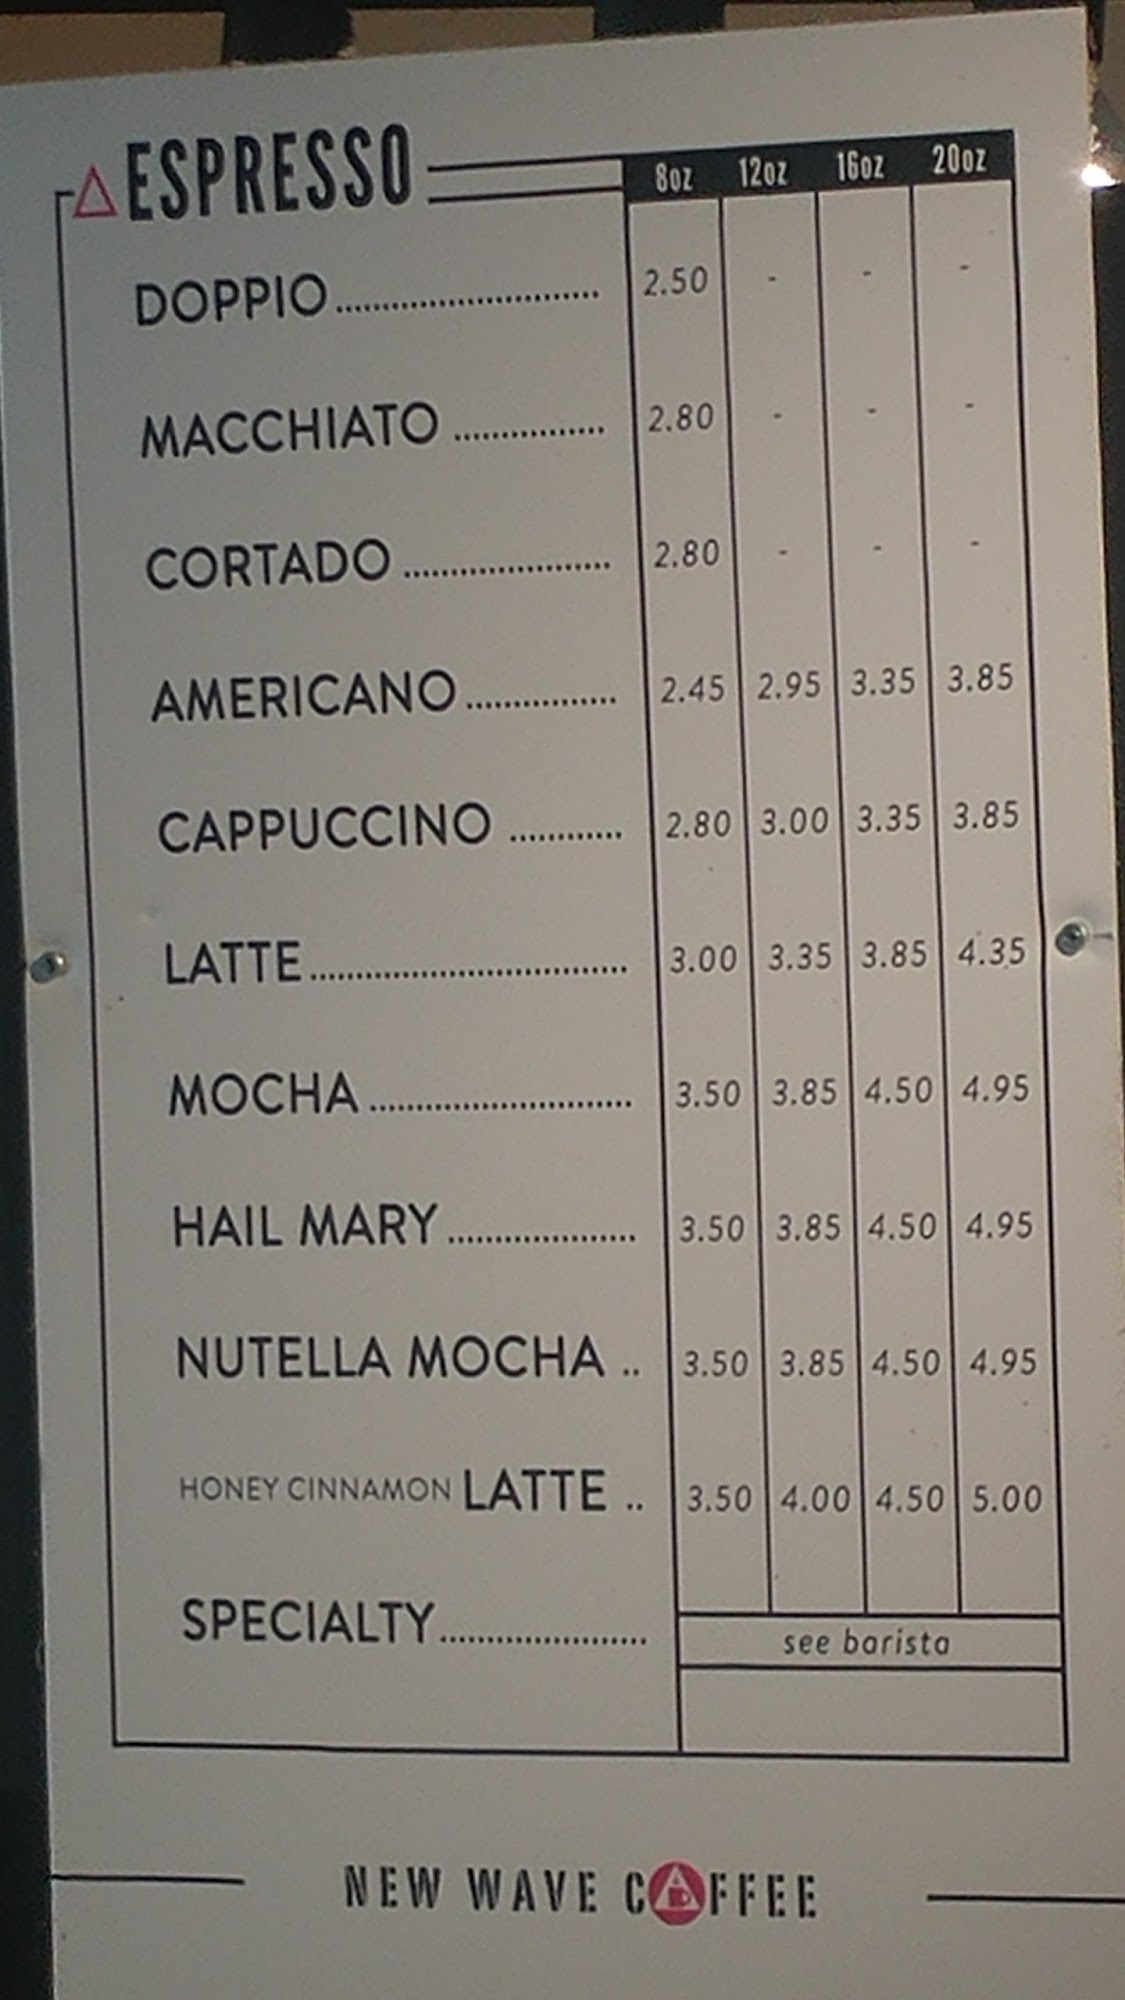 ESPRESSO 8oz 12oz 16oz 20oz
DOPPIO............................ 2.50 - - -
MACCHIATO ................ 2.80 - - -
CORTADO ...................... 2.80 - - -
AMERICANO................ 2.45 2.95 3.35 3.85
CAPPUCCINO ............ 2.80 3.00 3.35 3.85
LATTE.................................. 3.00 3.35 3.85 4.35
MOCHA............................ 3.50 3.85 4.50 4.95
HAIL MARY.................... 3.50 3.85 4.50 4.95
NUTELLA MOCHA .. 3.50 3.85 4.50 4.95
HONEY CINNAMON LATTE .. 3.50 4.00 4.50 5.00
SPECIALTY...................... see barista
NEW WAVE COFFEE